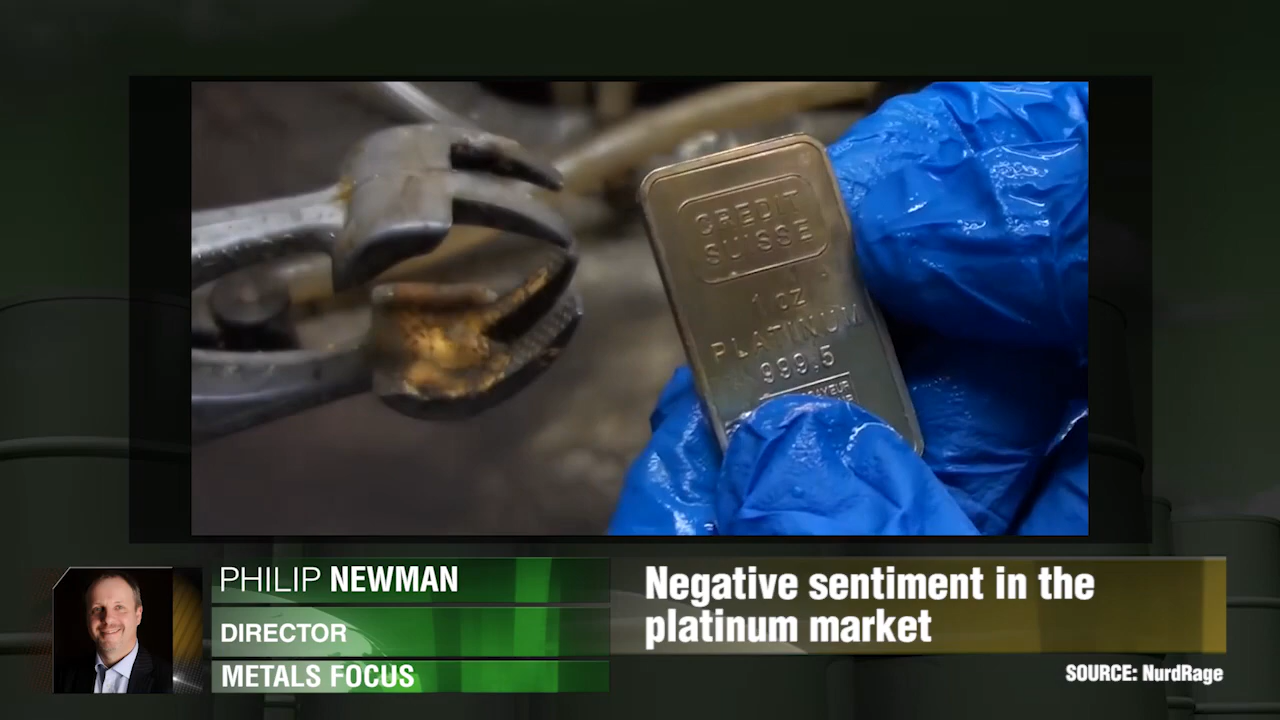 CREDIT
SUISSE
1 oz
PLATINUM
999,5
PHILIP NEWMAN
DIRECTOR
METALS FOCUS
Negative sentiment in the
platinum market
SOURCE: NurdRage